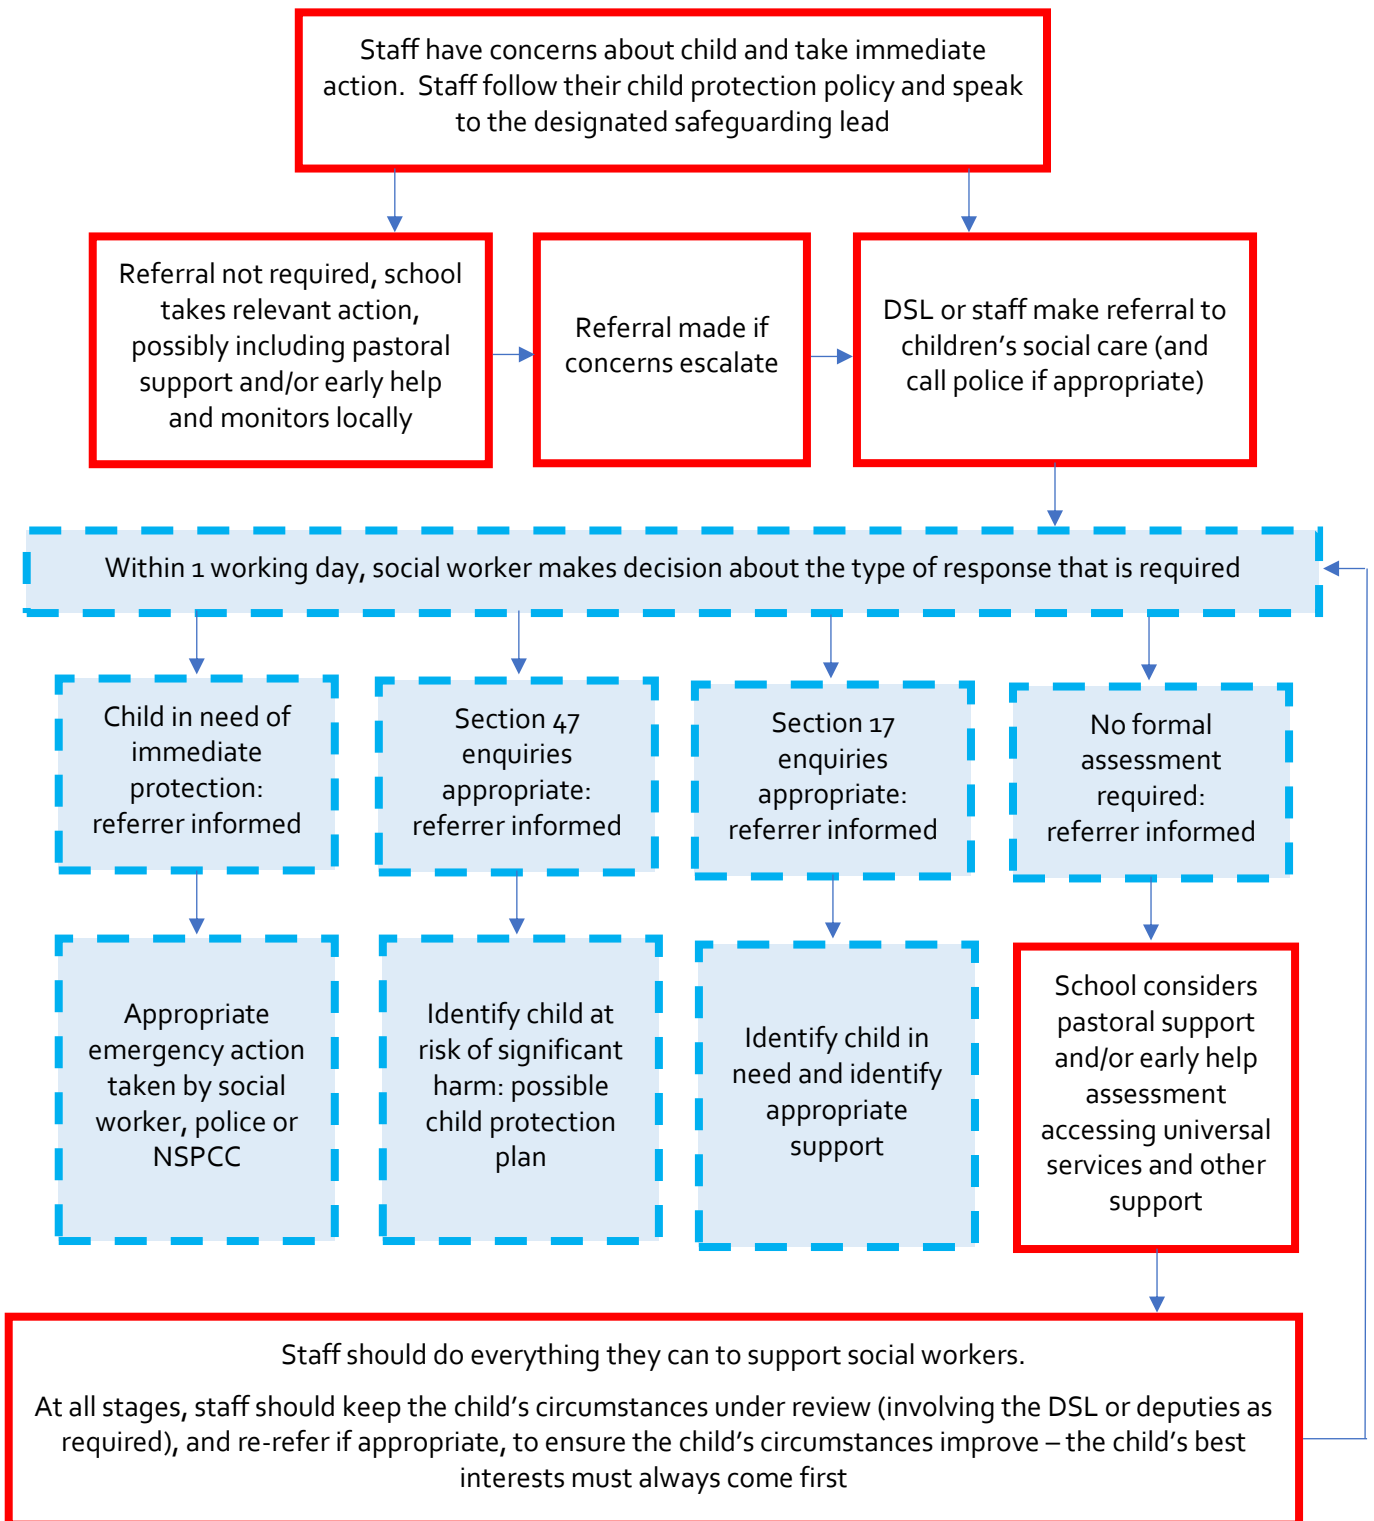 Staff have concerns about child and take immediate
action.  Staff follow their child protection policy and speak
to the designated safeguarding lead
Referral not required, school
takes relevant action,
possibly including pastoral
support and/or early help
and monitors locally
Referral made if
concerns escalate
DSL or staff make referral to
children’s social care (and
call police if appropriate)
Within 1 working day, social worker makes decision about the type of response that is required
Child in need of
immediate
protection:
referrer informed
Section 47
enquiries
appropriate:
referrer informed
Section 17
enquiries
appropriate:
referrer informed
No formal
assessment
required:
referrer informed
Appropriate
emergency action
taken by social
worker, police or
NSPCC
Identify child at
risk of significant
harm: possible
child protection
plan
Identify child in
need and identify
appropriate
support
School considers
pastoral support
and/or early help
assessment
accessing universal
services and other
support
Staff should do everything they can to support social workers.
At all stages, staff should keep the child’s circumstances under review (involving the DSL or deputies as
required), and re-refer if appropriate, to ensure the child’s circumstances improve – the child’s best
interests must always come first